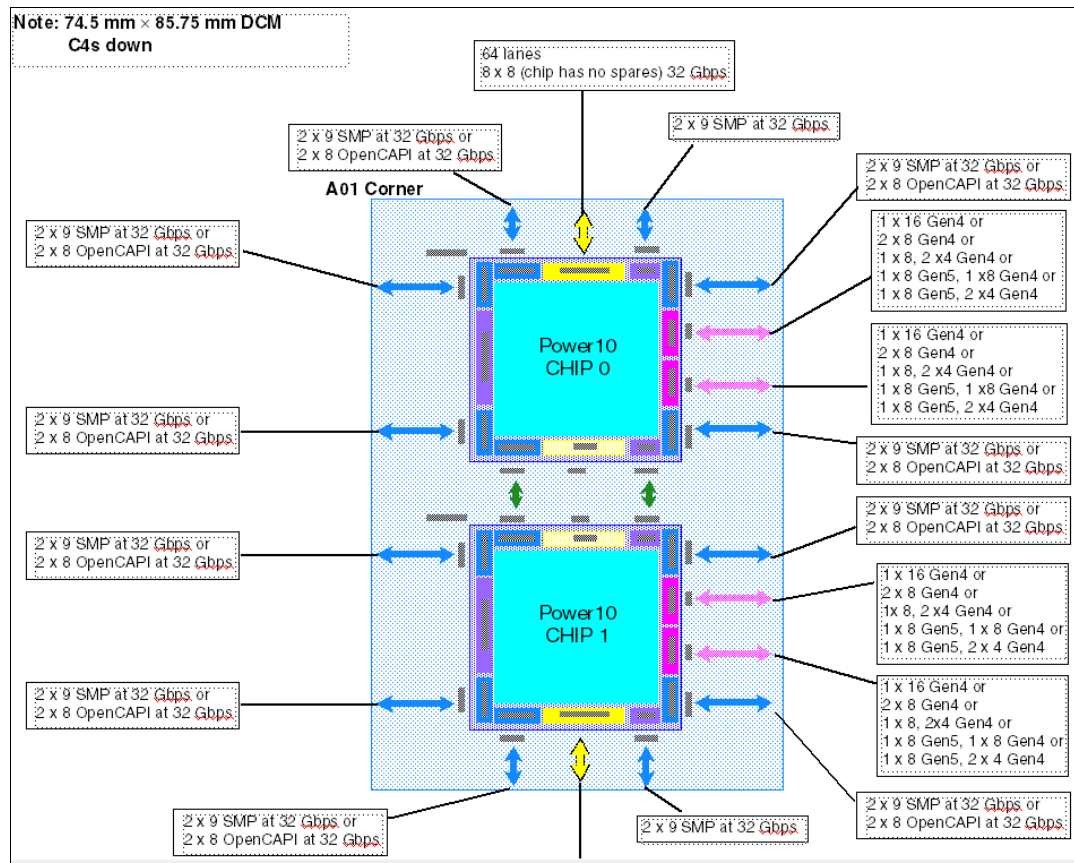 Note: 74.5 mm × 85.75 mm DCM
C4s down
64 lanes
8 x 8 (chip has no spares) 32 Gbps
2 x 9 SMP at 32 Gbps or
2 x 8 OpenCAPI at 32 Gbps
2 x 9 SMP at 32 Gbps
A01 Corner
2 x 9 SMP at 32 Gbps or
2 x 8 OpenCAPI at 32 Gbps
2 x 9 SMP at 32 Gbps or
2 x 8 OpenCAPI at 32 Gbps
1 x 16 Gen4 or
2 x 8 Gen4 or
1 x 8, 2 x4 Gen4 or
1 x 8 Gen5, 1 x8 Gen4 or
1 x 8 Gen5, 2 x4 Gen4
Power10
CHIP 0
1 x 16 Gen4 or
2 x 8 Gen4 or
1 x 8, 2 x4 Gen4 or
1 x 8 Gen5, 1 x8 Gen4 or
1 x 8 Gen5, 2 x4 Gen4
2 x 9 SMP at 32 Gbps or
2 x 8 OpenCAPI at 32 Gbps
2 x 9 SMP at 32 Gbps or
2 x 8 OpenCAPI at 32 Gbps
2 x 9 SMP at 32 Gbps or
2 x 8 OpenCAPI at 32 Gbps
2 x 9 SMP at 32 Gbps or
2 x 8 OpenCAPI at 32 Gbps
1 x 16 Gen4 or
2 x 8 Gen4 or
1x 8, 2 x4 Gen4 or
1 x 8 Gen5, 1 x 8 Gen4 or
1 x 8 Gen5, 2 x 4 Gen4
Power10
CHIP 1
2 x 9 SMP at 32 Gbps or
2 x 8 OpenCAPI at 32 Gbps
1 x 16 Gen4 or
2 x 8 Gen4 or
1 x 8, 2x4 Gen4 or
1 x 8 Gen5, 1 x 8 Gen4 or
1 x 8 Gen5, 2 x 4 Gen4
2 x 9 SMP at 32 Gbps or
2 x 8 OpenCAPI at 32 Gbps
2 x 9 SMP at 32 Gbps
2 x 9 SMP at 32 Gbps or
2 x 8 OpenCAPI at 32 Gbps